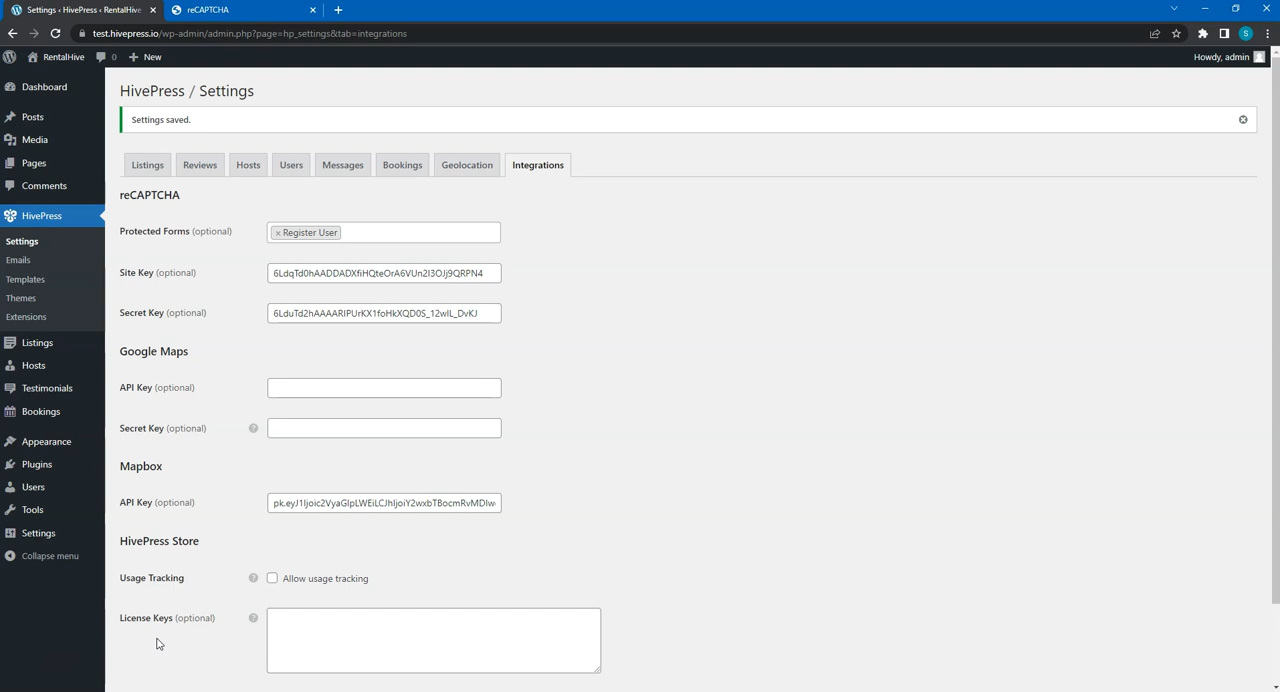 Settings ‹ HivePress ‹ RentalHive
reCAPTCHA
test.hivepress.io/wp-admin/admin.php?page=hp_settings&tab=integrations
S
RentalHive
0
New
Howdy, admin
Dashboard
Posts
Media
Pages
Comments
HivePress
Settings
Emails
Templates
Themes
Extensions
Listings
Hosts
Testimonials
Bookings
Appearance
Plugins
Users
Tools
Settings
Collapse menu
HivePress / Settings
Settings saved.
Listings
Reviews
Hosts
Users
Messages
Bookings
Geolocation
Integrations
reCAPTCHA
Protected Forms (optional)
× Register User
Site Key (optional)
6LdqTd0hAADDADXfiHQteOrA6VUn2I3OJj9QRPN4
Secret Key (optional)
6LduTd2hAAAARIPUrKX1foHkXQD0S_12wIL_DvKJ
Google Maps
API Key (optional)
Secret Key (optional)
Mapbox
API Key (optional)
pk.eyJ1Ijoic2VyaGlpLWEiLCJhIjoiY2wxbTBocmRvMDIw
HivePress Store
Usage Tracking
Allow usage tracking
License Keys (optional)